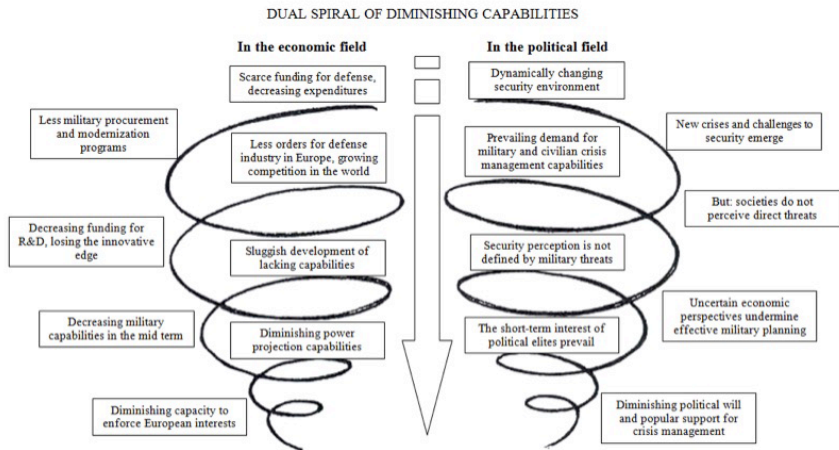 DUAL SPIRAL OF DIMINISHING CAPABILITIES
In the economic field
Scarce funding for defense,
decreasing expenditures
Less military procurement
and modernization
programs
Less orders for defense
industry in Europe, growing
competition in the world
Decreasing funding for
R&D, losing the innovative
edge
Sluggish development of
lacking capabilities
Decreasing military
capabilities in the mid term
Diminishing power
projection capabilities
Diminishing capacity to
enforce European interests
In the political field
Dynamically changing
security environment
New crises and challenges to
security emerge
Prevailing demand for
military and civilian crisis
management capabilities
But: societies do not
perceive direct threats
Security perception is not
defined by military threats
Uncertain economic
perspectives undermine
effective military planning
The short-term interest of
political elites prevail
Diminishing political will
and popular support for
crisis management